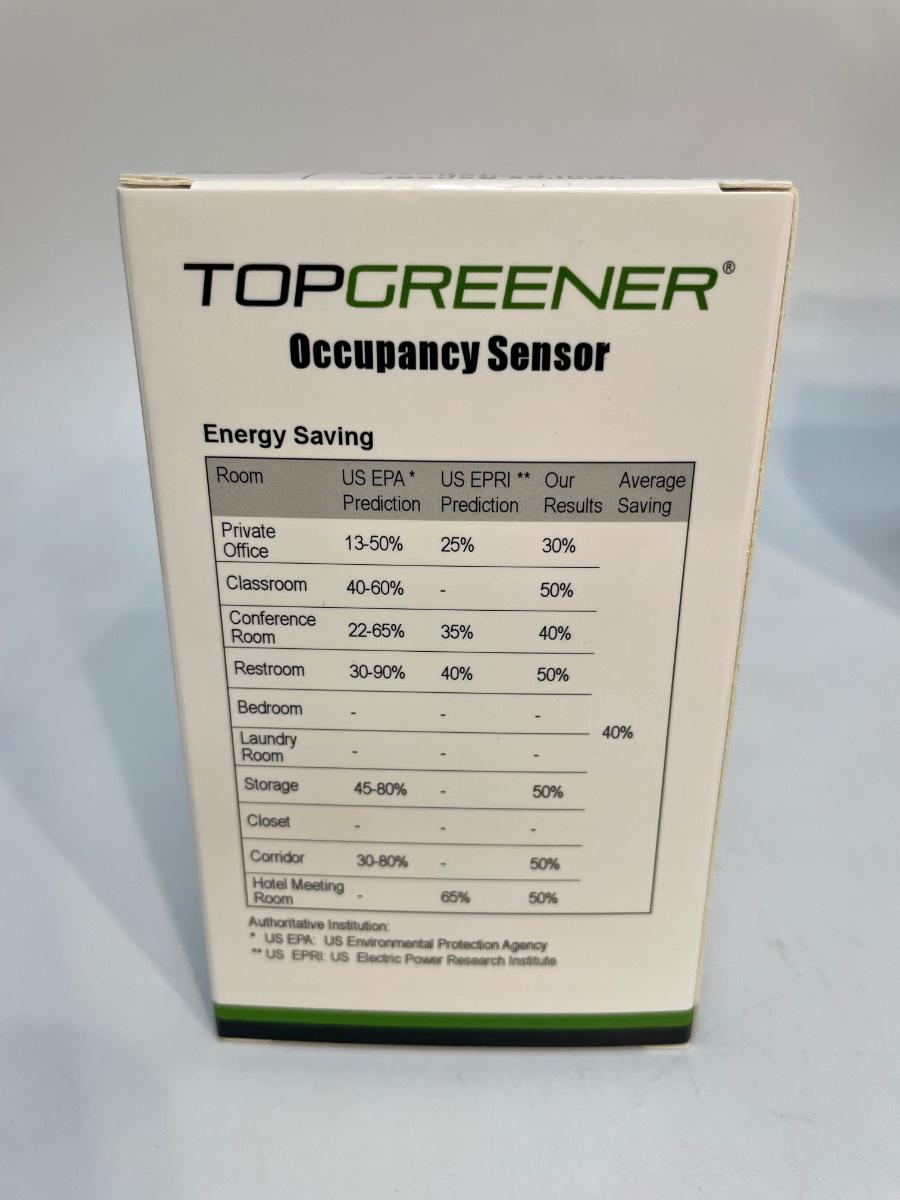 TOPGREENER®
Occupancy Sensor
Energy Saving
Room US EPA * Prediction US EPRI ** Prediction Our Results Average Saving
Private Office 13-50% 25% 30%
Classroom 40-60% - 50%
Conference Room 22-65% 35% 40%
Restroom 30-90% 40% 50%
Bedroom - - -
40%
Laundry Room - - -
Storage 45-80% - 50%
Closet - - -
Corridor 30-80% - 50%
Hotel Meeting Room - 65% 50%
Authoritative Institution:
* US EPA: US Environmental Protection Agency
** US EPRI: US Electric Power Research Institute